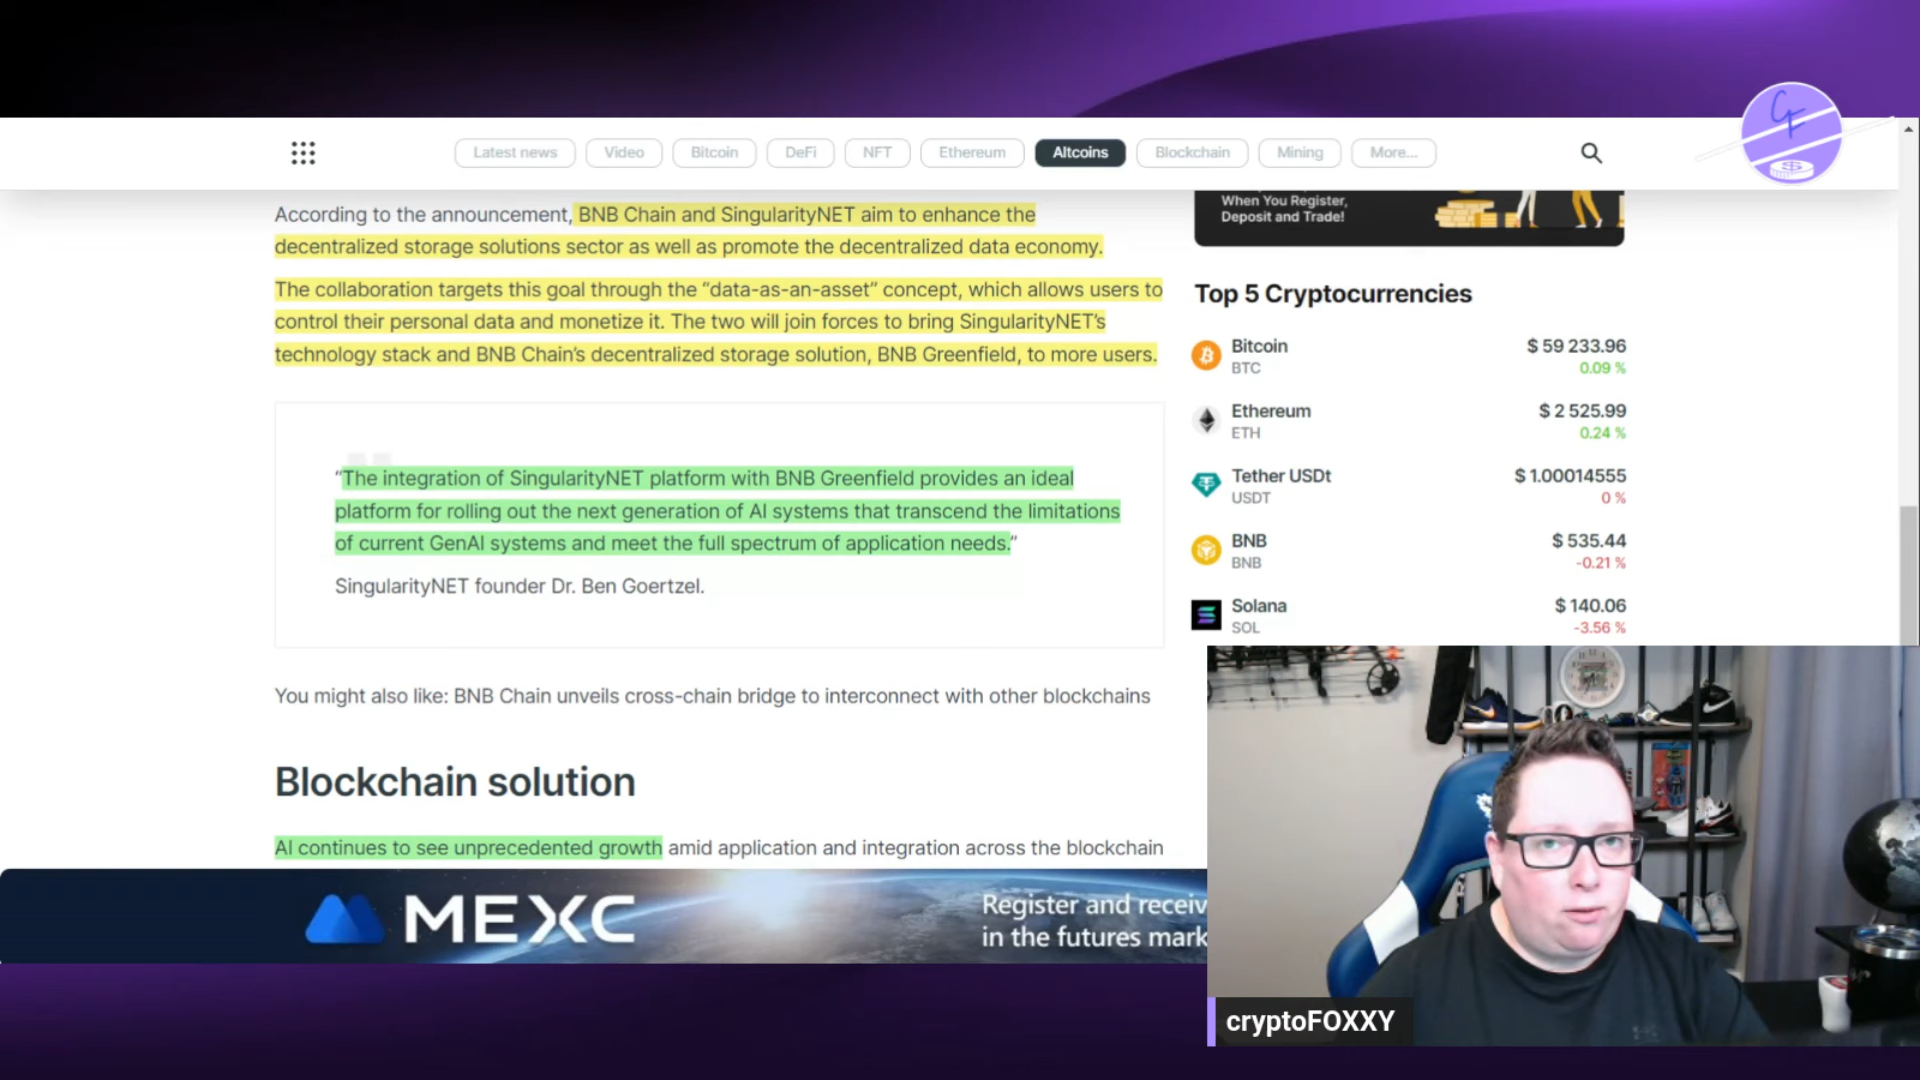 Latest news
Video
Bitcoin
DeFi
NFT
Ethereum
Altcoins
Blockchain
Mining
More...
According to the announcement, BNB Chain and SingularityNET aim to enhance the
decentralized storage solutions sector as well as promote the decentralized data economy.
The collaboration targets this goal through the “data-as-an-asset” concept, which allows users to
control their personal data and monetize it. The two will join forces to bring SingularityNET’s
technology stack and BNB Chain’s decentralized storage solution, BNB Greenfield, to more users.
“The integration of SingularityNET platform with BNB Greenfield provides an ideal
platform for rolling out the next generation of AI systems that transcend the limitations
of current GenAI systems and meet the full spectrum of application needs.”
SingularityNET founder Dr. Ben Goertzel.
You might also like: BNB Chain unveils cross-chain bridge to interconnect with other blockchains
Blockchain solution
AI continues to see unprecedented growth amid application and integration across the blockchain
MEXC
Register and receiv
in the futures mark
When You Register,
Deposit and Trade!
Top 5 Cryptocurrencies
Bitcoin $ 59 233.96
BTC 0.09 %
Ethereum $ 2 525.99
ETH 0.24 %
Tether USDt $ 1.00014555
USDT 0 %
BNB $ 535.44
BNB -0.21 %
Solana $ 140.06
SOL -3.56 %
cryptoFOXXY
CF
$